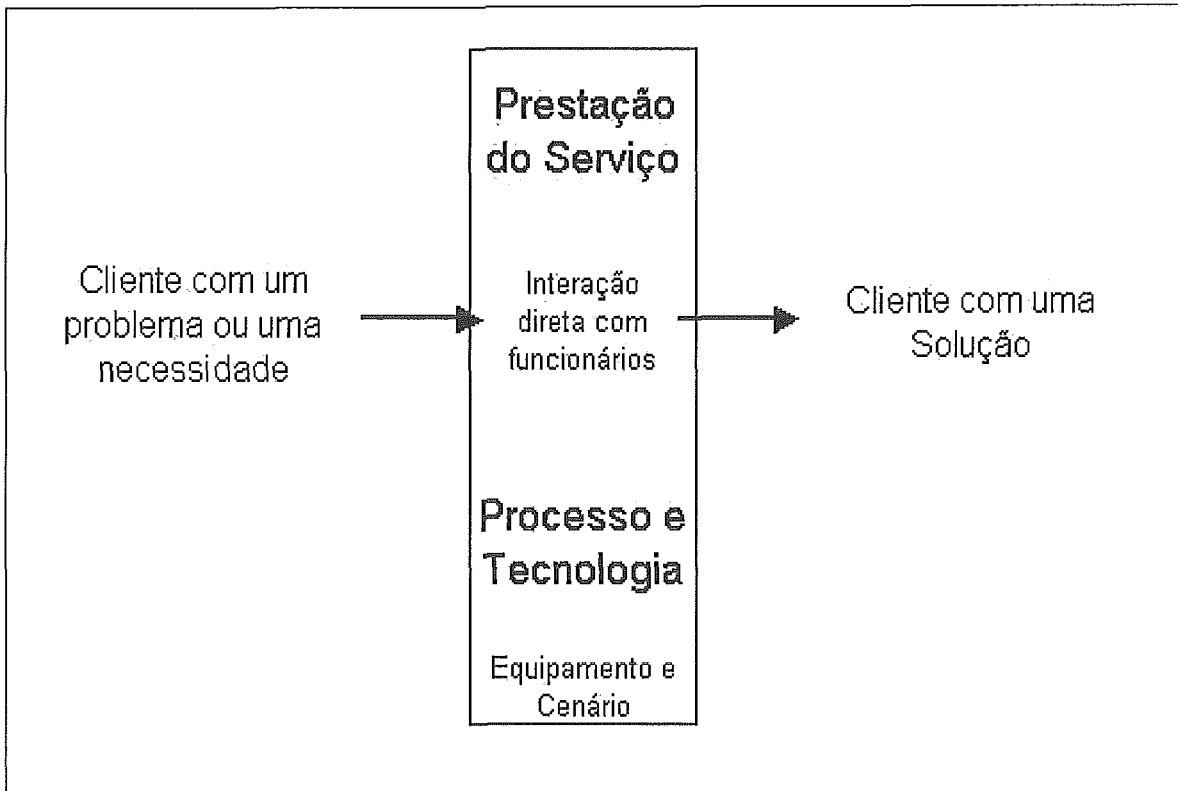 Prestação
do Serviço
Cliente com um
problema ou uma
necessidade
Interação
direta com
funcionários
Cliente com uma
Solução
Processo e
Tecnologia
Equipamento e
Cenário